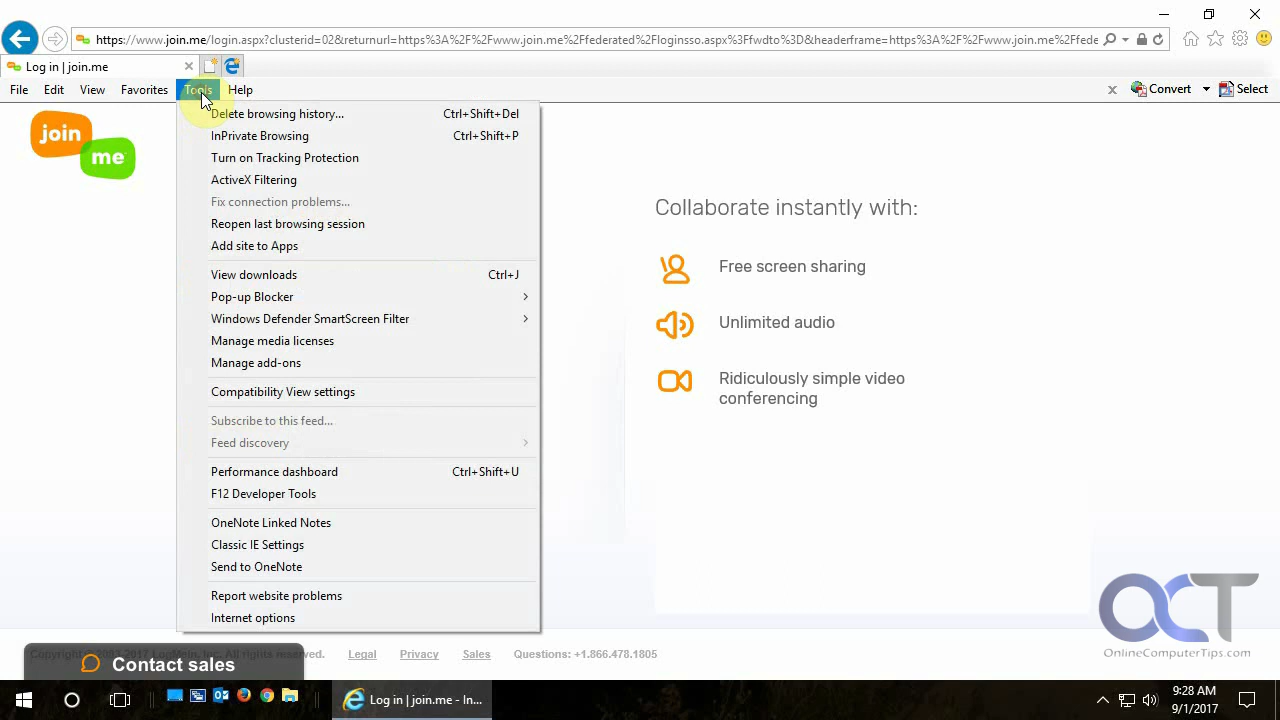 https://www.join.me/login.aspx?clusterid=02&returnurl=https%3A%2F%2Fwww.join.me%2Ffederated%2Floginsso.aspx%3Ffwdto%3D&headerframe=https%3A%2F%2Fwww.join.me%2Ffede
Log in | join.me
File Edit View Favorites Tools Help
Convert Select
join
me
Delete browsing history... Ctrl+Shift+Del
InPrivate Browsing Ctrl+Shift+P
Turn on Tracking Protection
ActiveX Filtering
Fix connection problems...
Reopen last browsing session
Add site to Apps
View downloads Ctrl+J
Pop-up Blocker
Windows Defender SmartScreen Filter
Manage media licenses
Manage add-ons
Compatibility View settings
Subscribe to this feed...
Feed discovery
Performance dashboard Ctrl+Shift+U
F12 Developer Tools
OneNote Linked Notes
Classic IE Settings
Send to OneNote
Report website problems
Internet options
Collaborate instantly with:
Free screen sharing
Unlimited audio
Ridiculously simple video
conferencing
OCT
OnlineComputerTips.com
Legal Privacy Sales Questions: +1.866.478.1805
Contact sales
Log in | join.me - In...
9:28 AM
9/1/2017